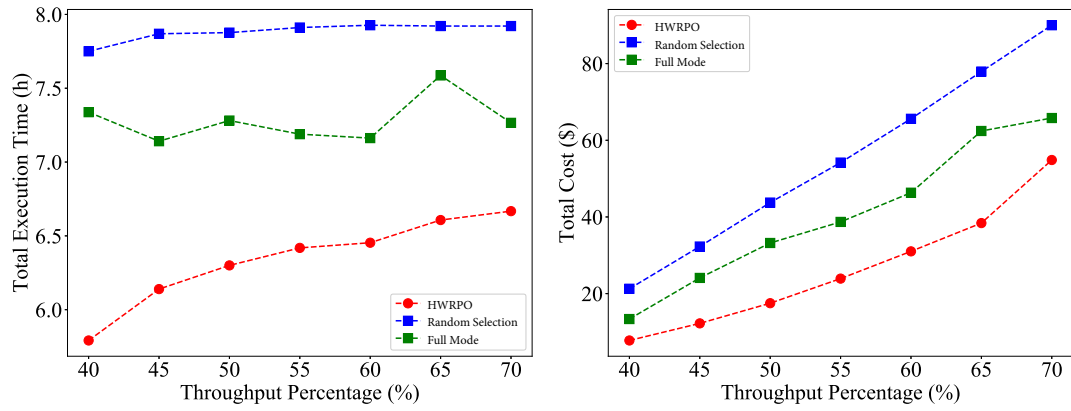 Total Execution Time (h)
8.0
7.5
7.0
6.5
6.0
HWRPO
Random Selection
Full Mode
40 45 50 55 60 65 70
Throughput Percentage (%)
Total Cost ($)
80
60
40
20
HWRPO
Random Selection
Full Mode
40 45 50 55 60 65 70
Throughput Percentage (%)